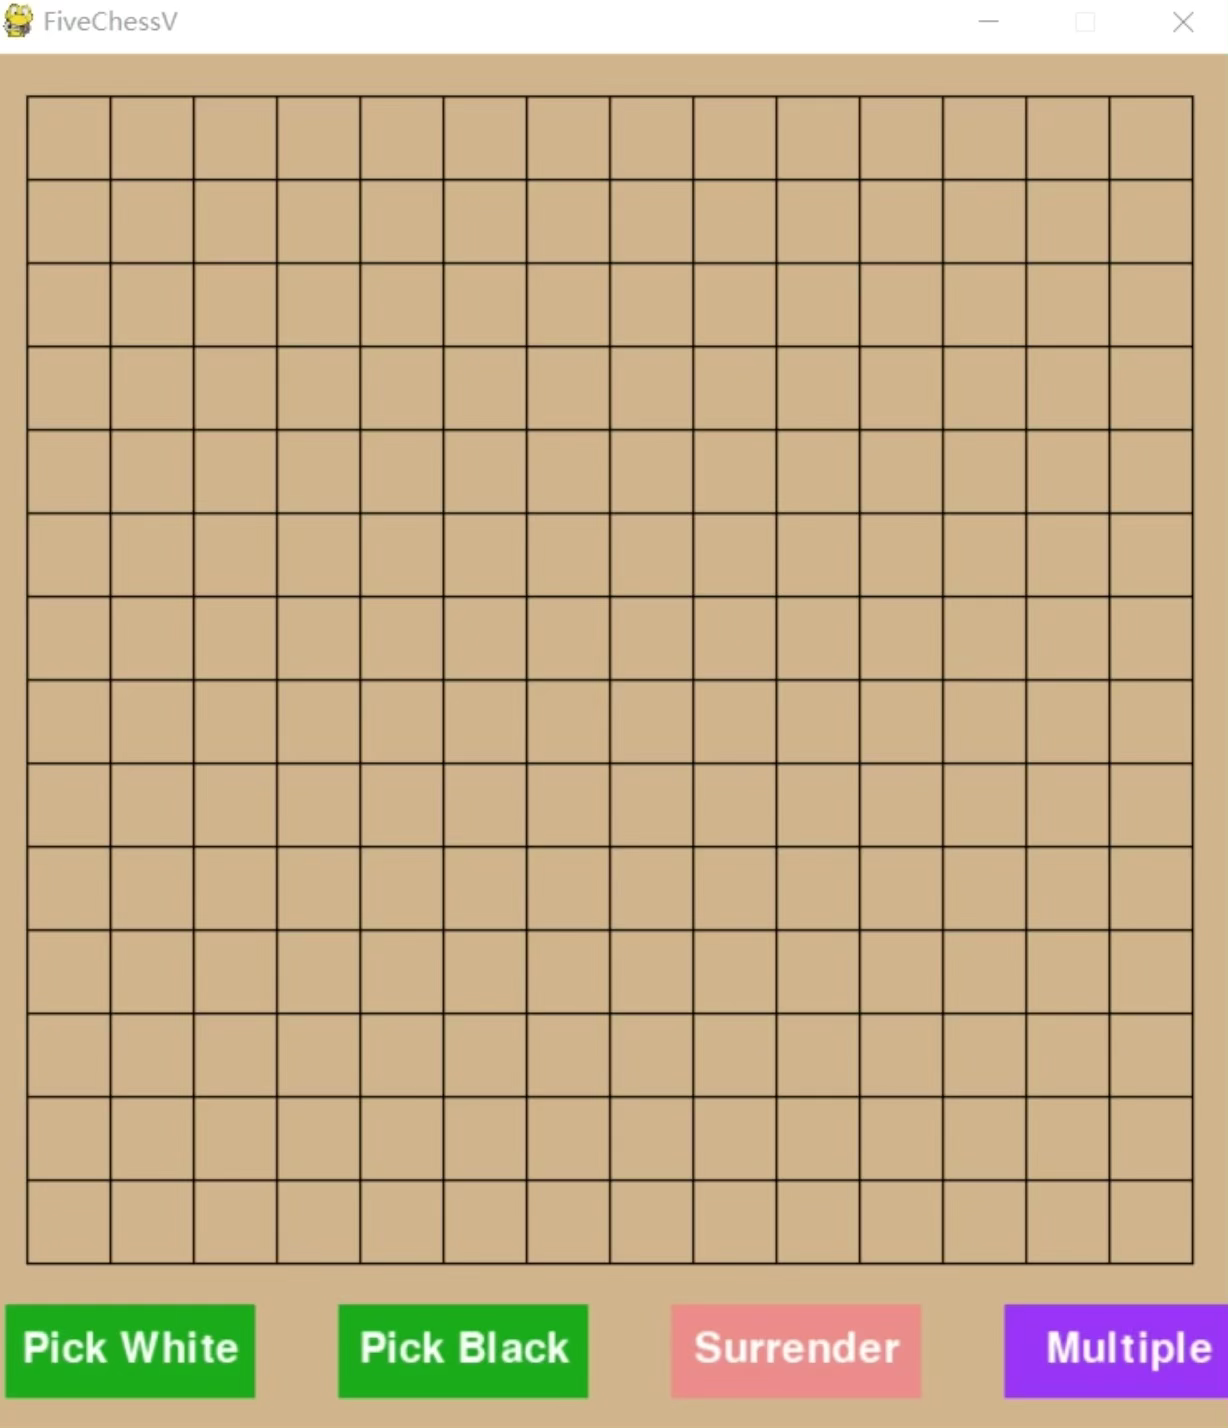 FiveChessV
Pick White
Pick Black
Surrender
Multiple